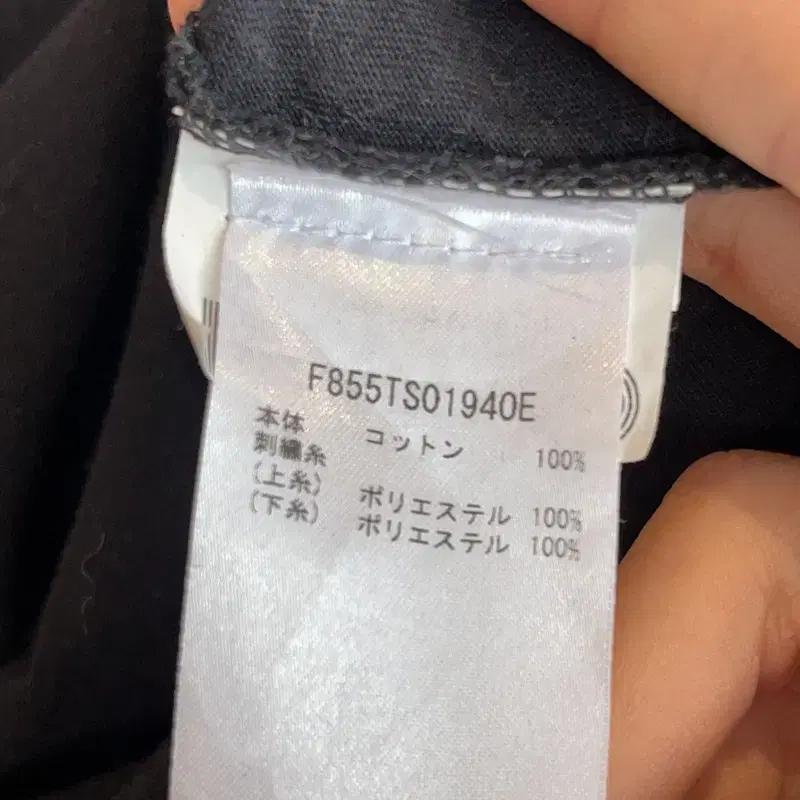 F855TS01940E
本体 コットン 100%
刺繍糸
(上糸) ポリエステル 100%
(下糸) ポリエステル 100%